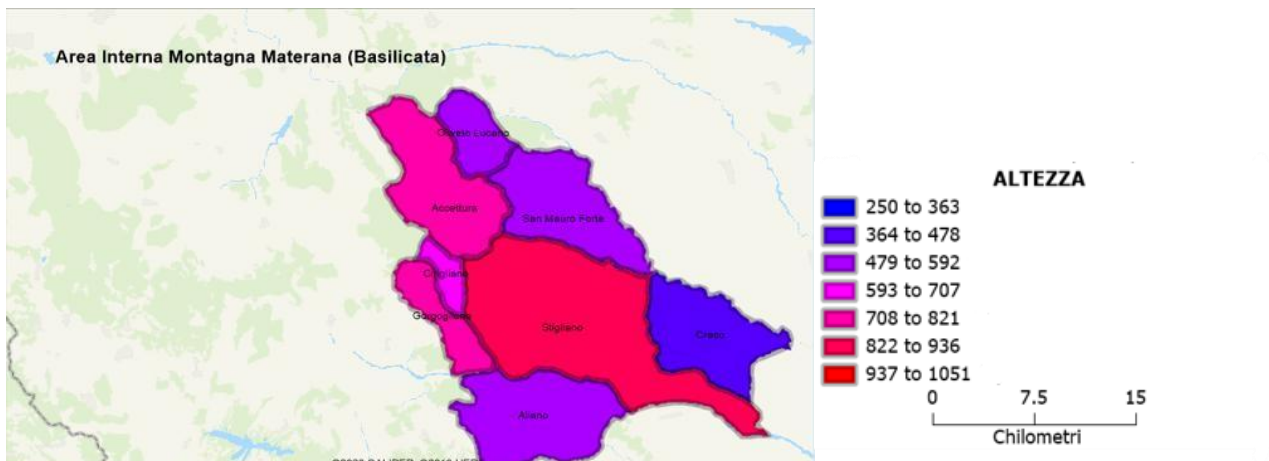 Area Interna Montagna Materana (Basilicata)
Oliveto Lucano
Accettura
San Mauro Forte
Cirigliano
Gorgoglione
Stigliano
Craco
Aliano
ALTEZZA
250 to 363
364 to 478
479 to 592
593 to 707
708 to 821
822 to 936
937 to 1051
0 7.5 15
Chilometri